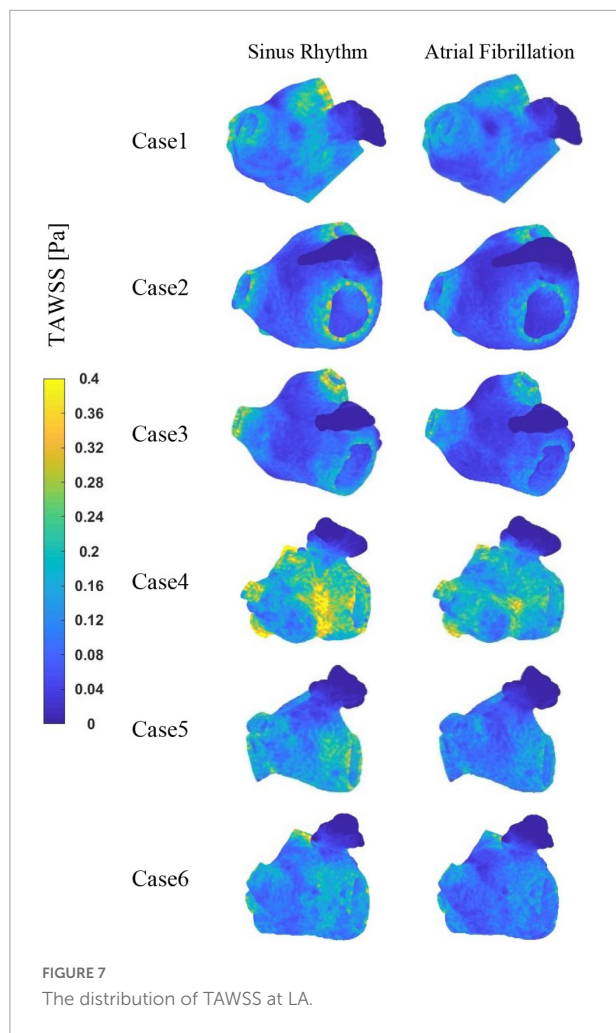 Sinus Rhythm Atrial Fibrillation
Case1
Case2
TAWSS [Pa]
Case3
0.4
0.36
0.32
0.28
0.24
0.2
0.16
0.12
0.08
0.04
0
Case4
Case5
Case6
FIGURE 7
The distribution of TAWSS at LA.